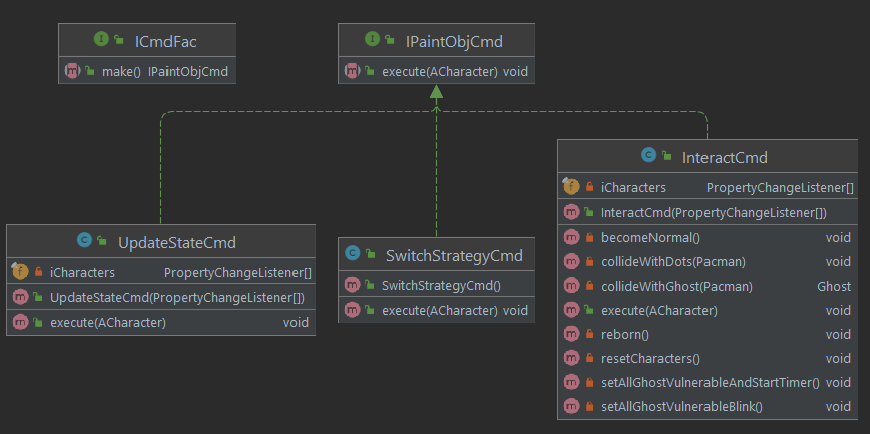 ICmdFac
make() IPaintObjCmd
IPaintObjCmd
execute(ACharacter) void
UpdateStateCmd
iCharacters PropertyChangeListener[]
UpdateStateCmd(PropertyChangeListener[])
execute(ACharacter) void
SwitchStrategyCmd
SwitchStrategyCmd()
execute(ACharacter) void
InteractCmd
iCharacters PropertyChangeListener[]
InteractCmd(PropertyChangeListener[])
becomeNormal() void
collideWithDots(Pacman) void
collideWithGhost(Pacman) Ghost
execute(ACharacter) void
reborn() void
resetCharacters() void
setAllGhostVulnerableAndStartTimer() void
setAllGhostVulnerableBlink() void